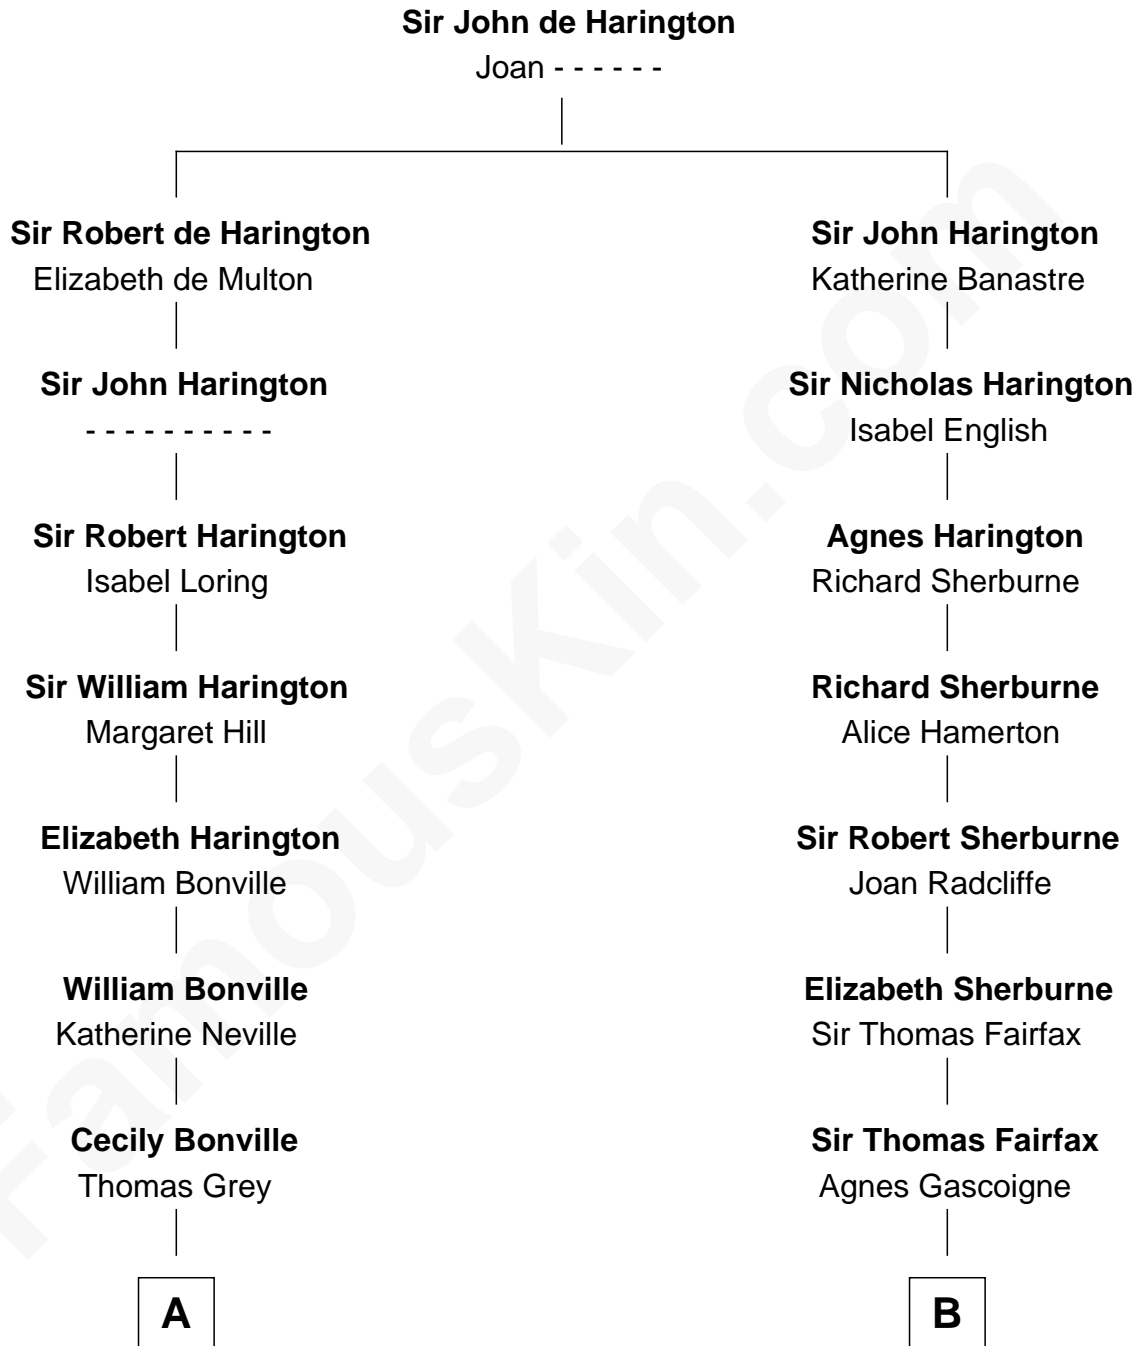 Sir John de Harington
Joan - - - - - -
Sir Robert de Harington
Elizabeth de Multon
Sir John Harington
- - - - - - - - - -
Sir Robert Harington
Isabel Loring
Sir William Harington
Margaret Hill
Elizabeth Harington
William Bonville
William Bonville
Katherine Neville
Cecily Bonville
Thomas Grey
A
Sir John Harington
Katherine Banastre
Sir Nicholas Harington
Isabel English
Agnes Harington
Richard Sherburne
Richard Sherburne
Alice Hamerton
Sir Robert Sherburne
Joan Radcliffe
Elizabeth Sherburne
Sir Thomas Fairfax
Sir Thomas Fairfax
Agnes Gascoigne
B
FamousKin.com